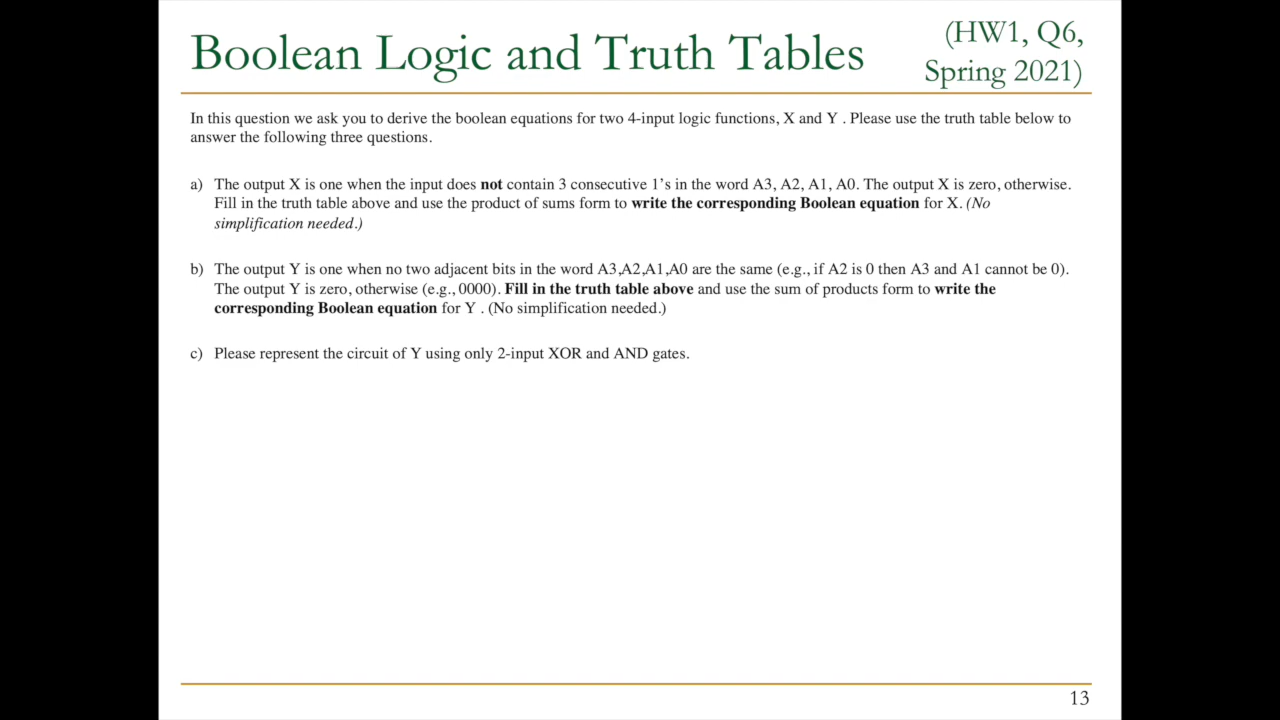 Boolean Logic and Truth Tables
(HW1, Q6,
Spring 2021)
In this question we ask you to derive the boolean equations for two 4-input logic functions, X and Y . Please use the truth table below to
answer the following three questions.
a) The output X is one when the input does not contain 3 consecutive 1’s in the word A3, A2, A1, A0. The output X is zero, otherwise.
Fill in the truth table above and use the product of sums form to write the corresponding Boolean equation for X. (No
simplification needed.)
b) The output Y is one when no two adjacent bits in the word A3,A2,A1,A0 are the same (e.g., if A2 is 0 then A3 and A1 cannot be 0).
The output Y is zero, otherwise (e.g., 0000). Fill in the truth table above and use the sum of products form to write the
corresponding Boolean equation for Y . (No simplification needed.)
c) Please represent the circuit of Y using only 2-input XOR and AND gates.
13